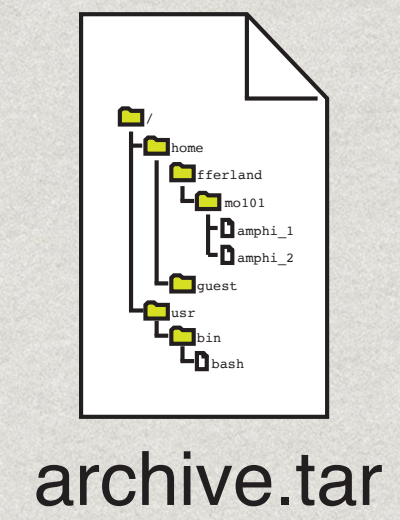 /
home
fferland
mo101
amphi_1
amphi_2
guest
usr
bin
bash
archive.tar